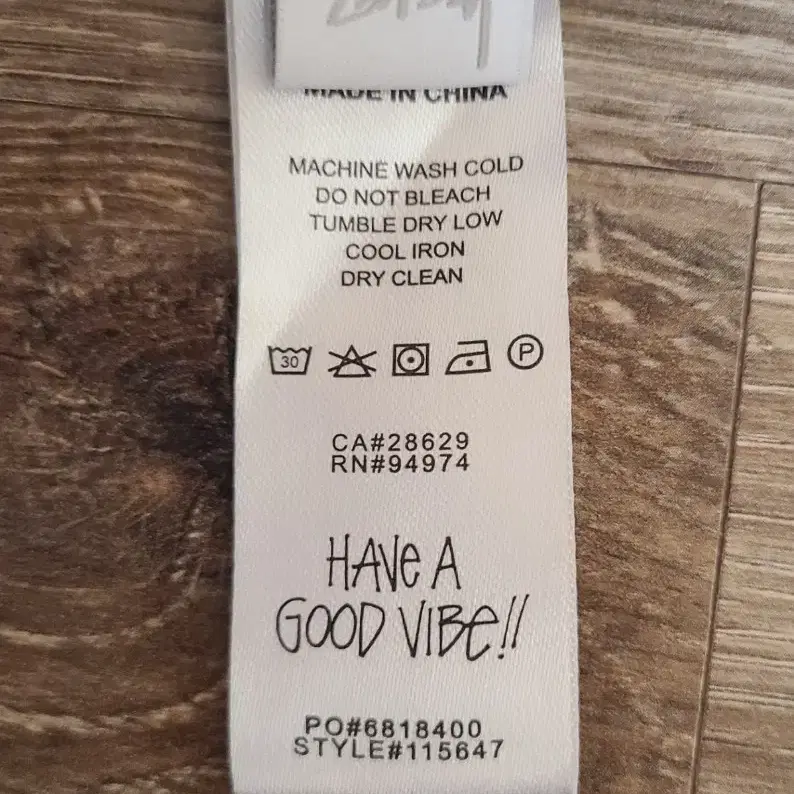 MADE IN CHINA
MACHINE WASH COLD
DO NOT BLEACH
TUMBLE DRY LOW
COOL IRON
DRY CLEAN
30 P
CA#28629
RN#94974
HAVE A
GOOD VIBE!!
PO#6818400
STYLE#115647